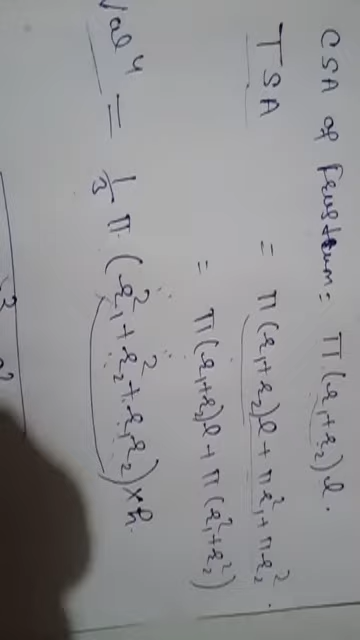 CSA of Frustum = π(r₁+r₂)l.
TSA = π(r₁+r₂)l + πr₁² + πr₂².
= π(r₁+r₂)l + π(r₁²+r₂²)
Vol⁴ = 1/3 π (r₁² + r₂² + r₁r₂) × h.